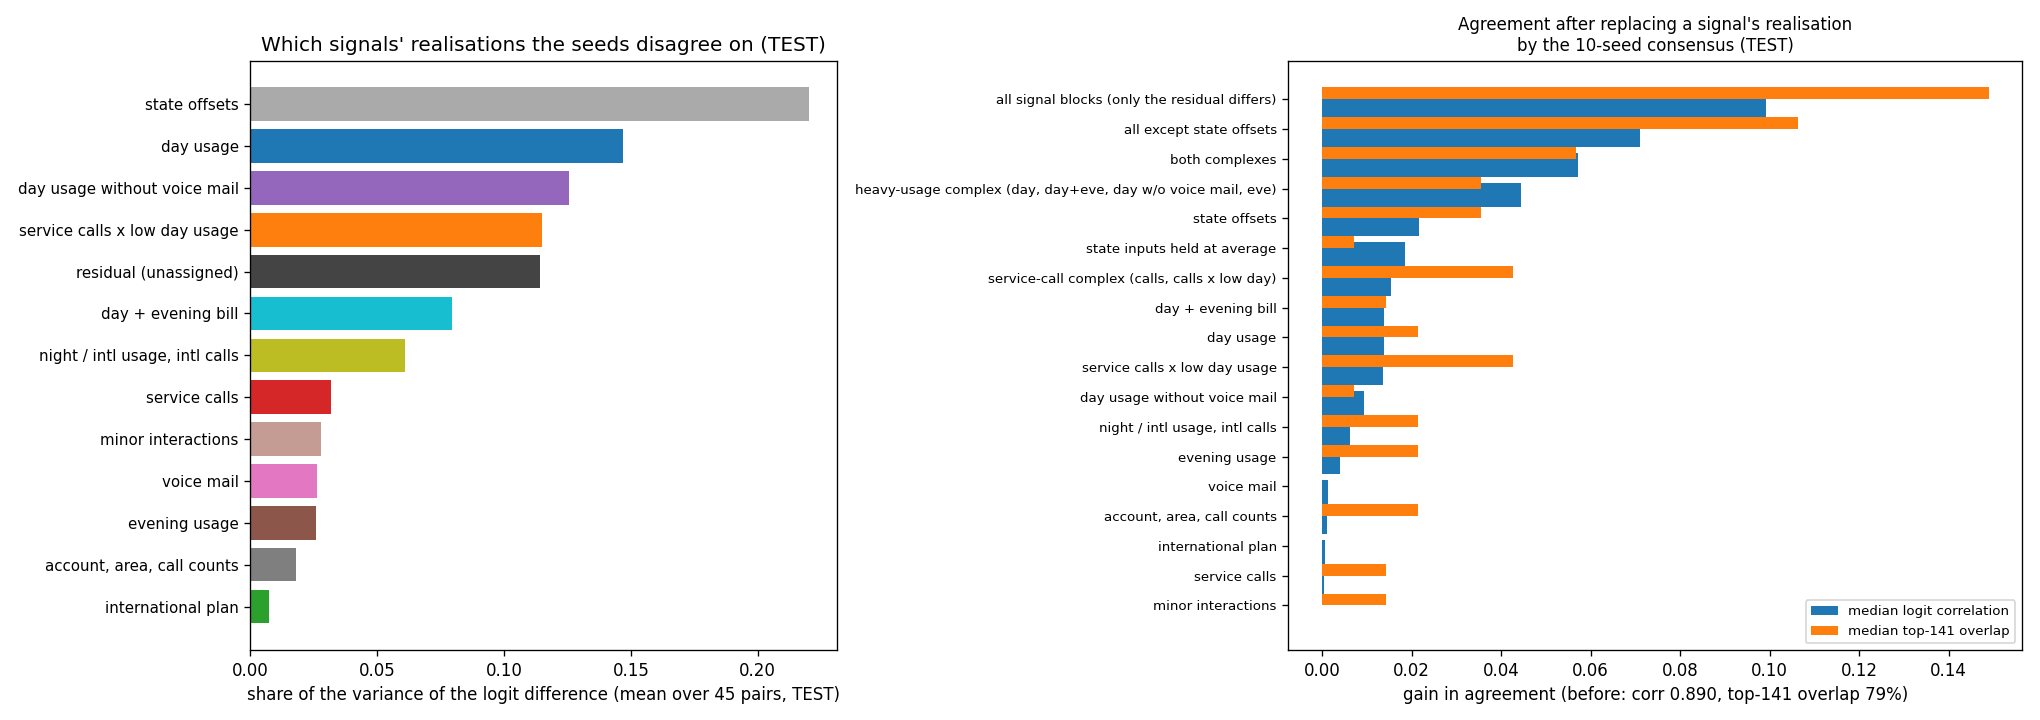 Which signals' realisations the seeds disagree on (TEST)
state offsets
day usage
day usage without voice mail
service calls x low day usage
residual (unassigned)
day + evening bill
night / intl usage, intl calls
service calls
minor interactions
voice mail
evening usage
account, area, call counts
international plan
0.00 0.05 0.10 0.15 0.20
share of the variance of the logit difference (mean over 45 pairs, TEST)
Agreement after replacing a signal's realisation
by the 10-seed consensus (TEST)
all signal blocks (only the residual differs)
all except state offsets
both complexes
heavy-usage complex (day, day+eve, day w/o voice mail, eve)
state offsets
state inputs held at average
service-call complex (calls, calls x low day)
day + evening bill
day usage
service calls x low day usage
day usage without voice mail
night / intl usage, intl calls
evening usage
voice mail
account, area, call counts
international plan
service calls
minor interactions
median logit correlation
median top-141 overlap
0.00 0.02 0.04 0.06 0.08 0.10 0.12 0.14
gain in agreement (before: corr 0.890, top-141 overlap 79%)